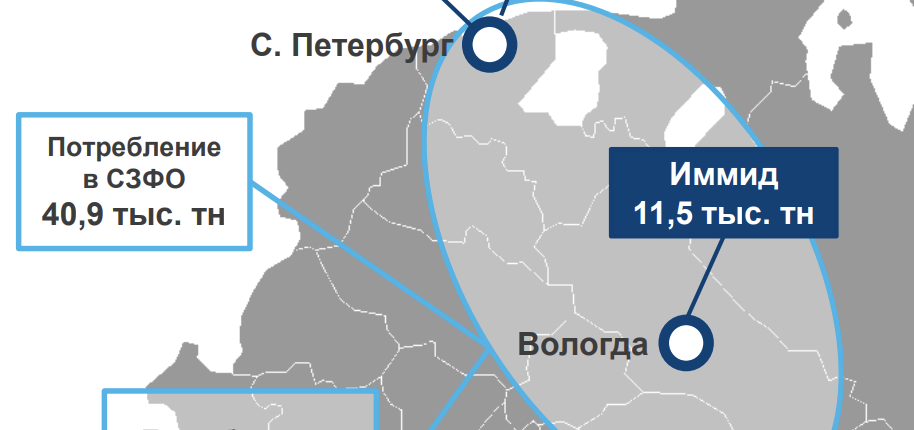 С. Петербург
Потребление
в СЗФО
40,9 тыс. тн
Иммид
11,5 тыс. тн
Вологда